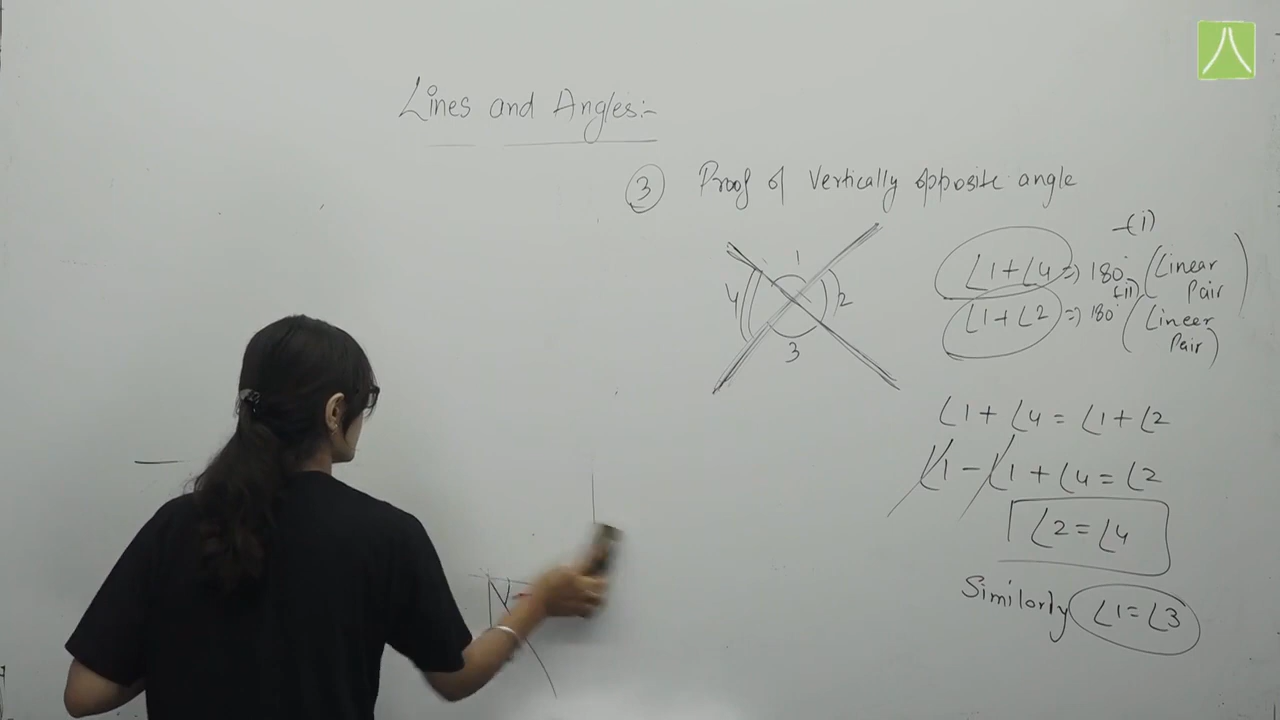 Lines and Angles:-
③ Proof of Vertically opposite angle
1
4
2
3
-(i)
∠1+∠4 => 180° (Linear Pair)
(ii)
∠1+∠2 => 180° (Lineer Pair)
∠1+∠4=∠1+∠2
∠1-∠1+∠4=∠2
∠2=∠4
Similorly ∠1=∠3